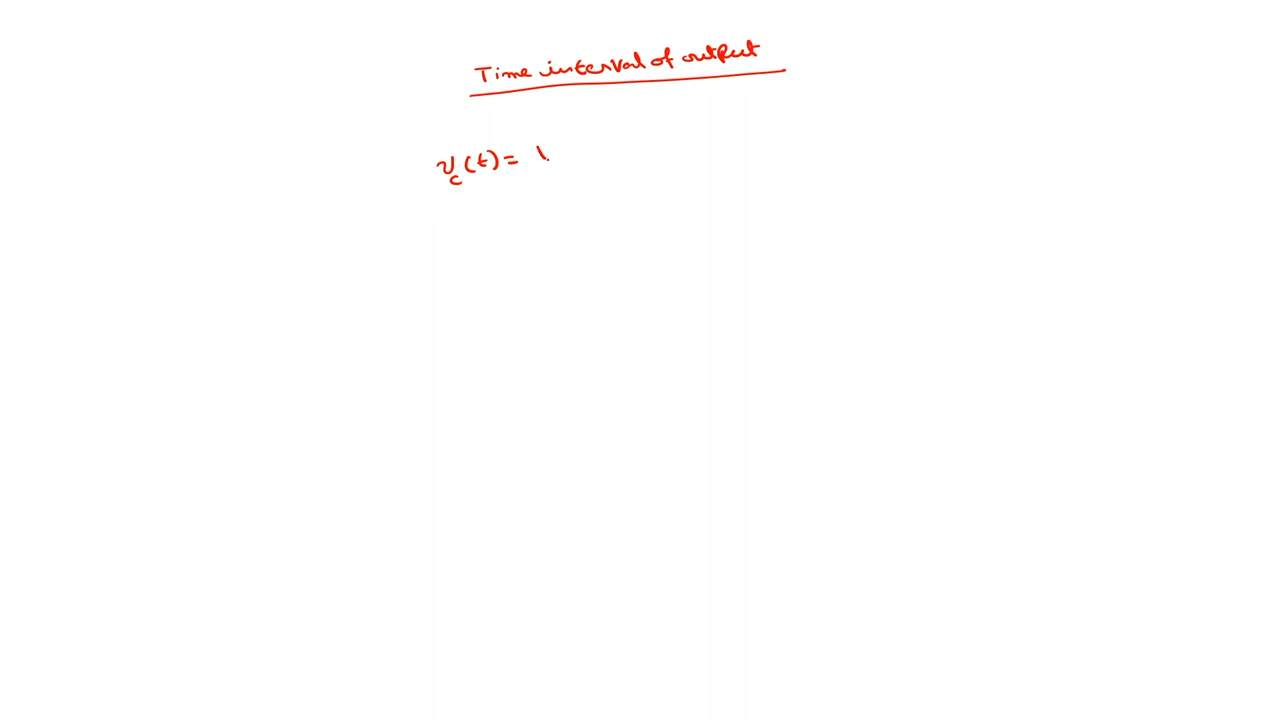 Time interval of output
v_c(t) =